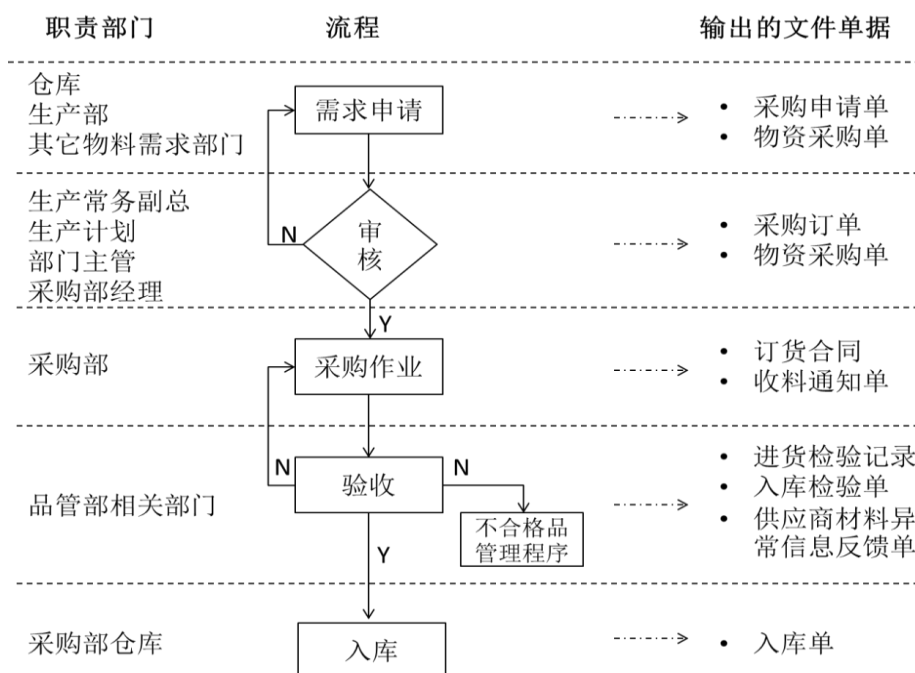 职责部门
流程
输出的文件单据
仓库
生产部
其它物料需求部门
需求申请
• 采购申请单
• 物资采购单
生产常务副总
生产计划
部门主管
采购部经理
N
审
核
• 采购订单
• 物资采购单
Y
采购部
采购作业
• 订货合同
• 收料通知单
品管部相关部门
N
验收
N
不合格品
管理程序
Y
• 进货检验记录
• 入库检验单
• 供应商材料异
常信息反馈单
采购部仓库
入库
• 入库单